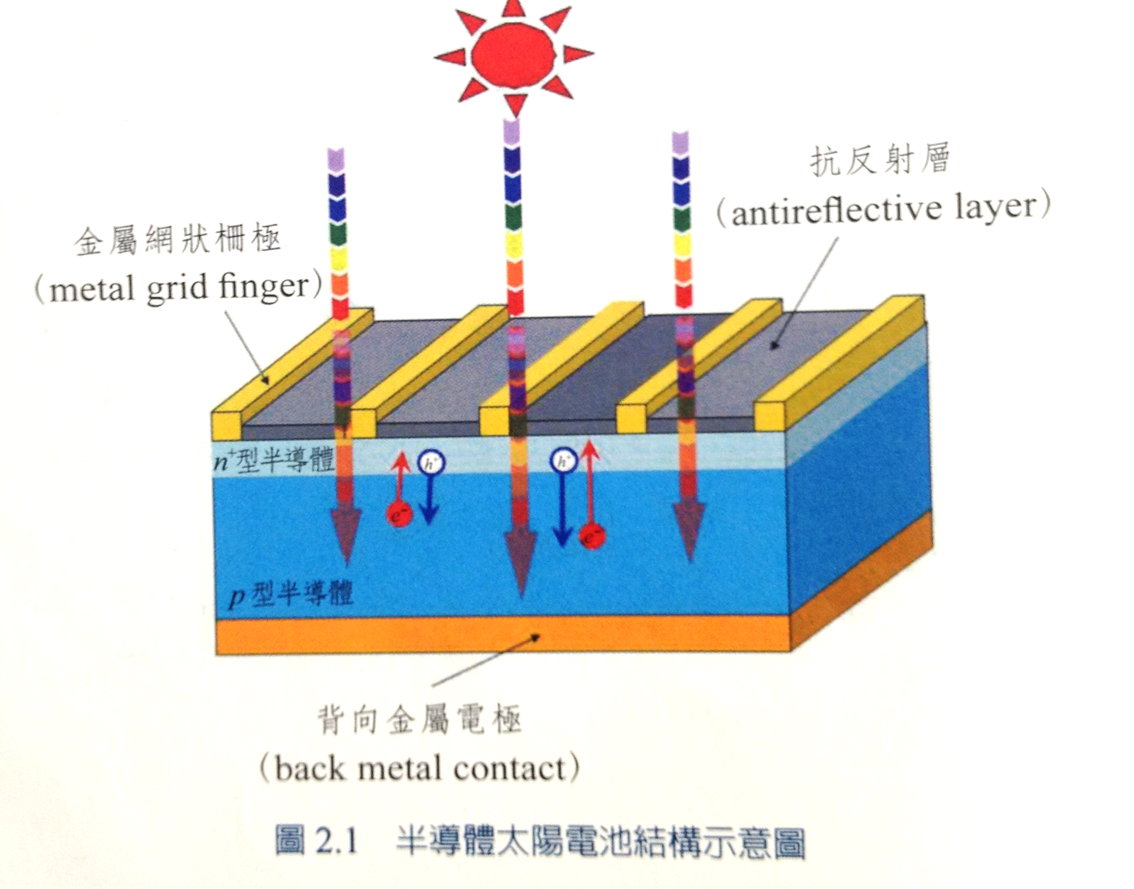 抗反射層
(antireflective layer)
金屬網狀柵極
(metal grid finger)
n⁺型半導體
h⁺
h⁺
e⁻
e⁻
p型半導體
背向金屬電極
(back metal contact)
圖 2.1 半導體太陽電池結構示意圖